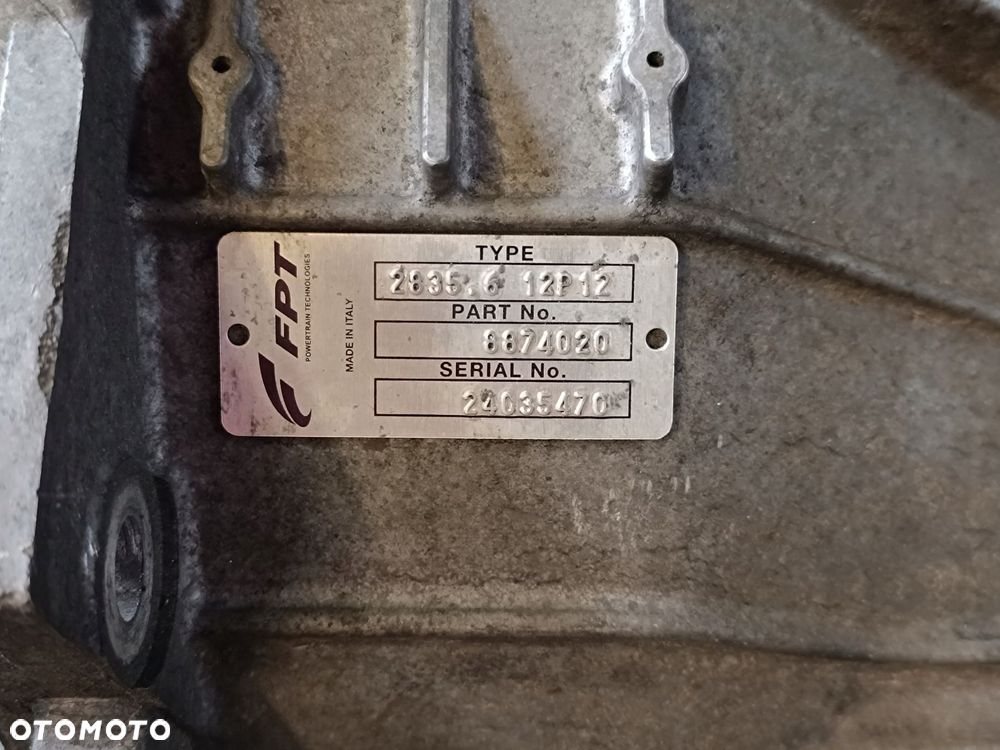 FPT
POWERTRAIN TECHNOLOGIES
MADE IN ITALY
TYPE
2835.6 12P12
PART No.
8874020
SERIAL No.
24035470
OTOMOTO